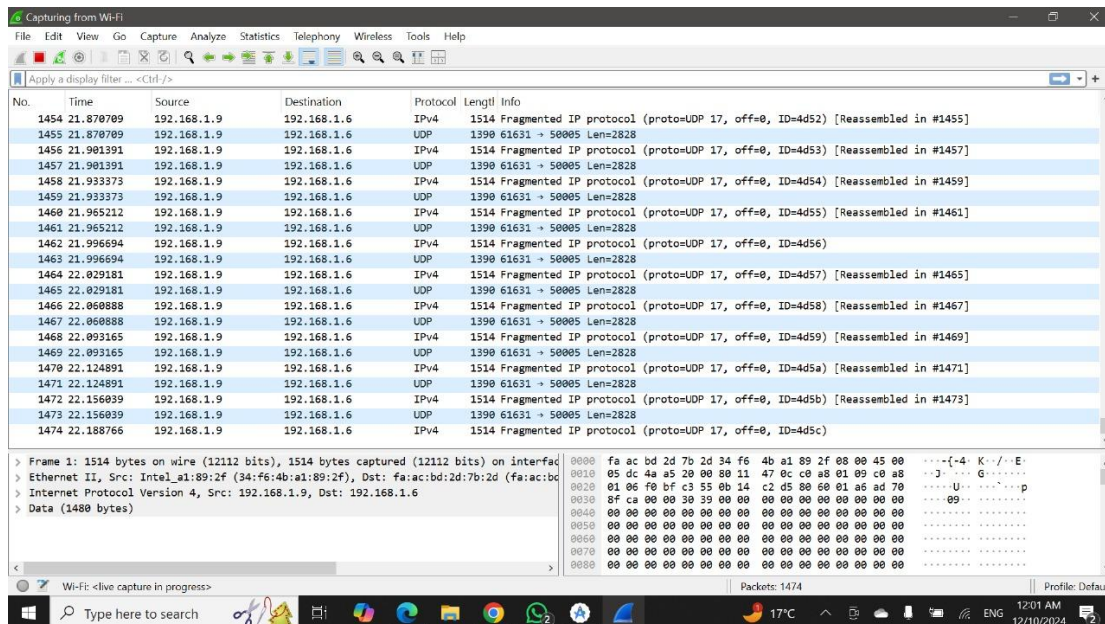 Capturing from Wi-Fi
File Edit View Go Capture Analyze Statistics Telephony Wireless Tools Help
Apply a display filter ... <Ctrl-/>
No. Time Source Destination Protocol Lengtl Info
1454 21.870709 192.168.1.9 192.168.1.6 IPv4 1514 Fragmented IP protocol (proto=UDP 17, off=0, ID=4d52) [Reassembled in #1455]
1455 21.870709 192.168.1.9 192.168.1.6 UDP 1390 61631 → 50005 Len=2828
1456 21.901391 192.168.1.9 192.168.1.6 IPv4 1514 Fragmented IP protocol (proto=UDP 17, off=0, ID=4d53) [Reassembled in #1457]
1457 21.901391 192.168.1.9 192.168.1.6 UDP 1390 61631 → 50005 Len=2828
1458 21.933373 192.168.1.9 192.168.1.6 IPv4 1514 Fragmented IP protocol (proto=UDP 17, off=0, ID=4d54) [Reassembled in #1459]
1459 21.933373 192.168.1.9 192.168.1.6 UDP 1390 61631 → 50005 Len=2828
1460 21.965212 192.168.1.9 192.168.1.6 IPv4 1514 Fragmented IP protocol (proto=UDP 17, off=0, ID=4d55) [Reassembled in #1461]
1461 21.965212 192.168.1.9 192.168.1.6 UDP 1390 61631 → 50005 Len=2828
1462 21.996694 192.168.1.9 192.168.1.6 IPv4 1514 Fragmented IP protocol (proto=UDP 17, off=0, ID=4d56)
1463 21.996694 192.168.1.9 192.168.1.6 UDP 1390 61631 → 50005 Len=2828
1464 22.029181 192.168.1.9 192.168.1.6 IPv4 1514 Fragmented IP protocol (proto=UDP 17, off=0, ID=4d57) [Reassembled in #1465]
1465 22.029181 192.168.1.9 192.168.1.6 UDP 1390 61631 → 50005 Len=2828
1466 22.060888 192.168.1.9 192.168.1.6 IPv4 1514 Fragmented IP protocol (proto=UDP 17, off=0, ID=4d58) [Reassembled in #1467]
1467 22.060888 192.168.1.9 192.168.1.6 UDP 1390 61631 → 50005 Len=2828
1468 22.093165 192.168.1.9 192.168.1.6 IPv4 1514 Fragmented IP protocol (proto=UDP 17, off=0, ID=4d59) [Reassembled in #1469]
1469 22.093165 192.168.1.9 192.168.1.6 UDP 1390 61631 → 50005 Len=2828
1470 22.124891 192.168.1.9 192.168.1.6 IPv4 1514 Fragmented IP protocol (proto=UDP 17, off=0, ID=4d5a) [Reassembled in #1471]
1471 22.124891 192.168.1.9 192.168.1.6 UDP 1390 61631 → 50005 Len=2828
1472 22.156039 192.168.1.9 192.168.1.6 IPv4 1514 Fragmented IP protocol (proto=UDP 17, off=0, ID=4d5b) [Reassembled in #1473]
1473 22.156039 192.168.1.9 192.168.1.6 UDP 1390 61631 → 50005 Len=2828
1474 22.188766 192.168.1.9 192.168.1.6 IPv4 1514 Fragmented IP protocol (proto=UDP 17, off=0, ID=4d5c)
> Frame 1: 1514 bytes on wire (12112 bits), 1514 bytes captured (12112 bits) on interfac
> Ethernet II, Src: Intel_a1:89:2f (34:f6:4b:a1:89:2f), Dst: fa:ac:bd:2d:7b:2d (fa:ac:bd
> Internet Protocol Version 4, Src: 192.168.1.9, Dst: 192.168.1.6
> Data (1480 bytes)
0000 fa ac bd 2d 7b 2d 34 f6 4b a1 89 2f 08 00 45 00 ···-{-4· K··/··E·
0010 05 dc 4a a5 20 00 80 11 47 0c c0 a8 01 09 c0 a8 ··J· ··· G·······
0020 01 06 f0 bf c3 55 0b 14 c2 d5 80 60 01 a6 ad 70 ·····U·· ···`···p
0030 8f ca 00 00 30 39 00 00 00 00 00 00 00 00 00 00 ····09·· ········
0040 00 00 00 00 00 00 00 00 00 00 00 00 00 00 00 00 ········ ········
0050 00 00 00 00 00 00 00 00 00 00 00 00 00 00 00 00 ········ ········
0060 00 00 00 00 00 00 00 00 00 00 00 00 00 00 00 00 ········ ········
0070 00 00 00 00 00 00 00 00 00 00 00 00 00 00 00 00 ········ ········
0080 00 00 00 00 00 00 00 00 00 00 00 00 00 00 00 00 ········ ········
Wi-Fi: <live capture in progress> Packets: 1474 Profile: Defau
Type here to search 17°C ENG 12:01 AM
12/10/2024